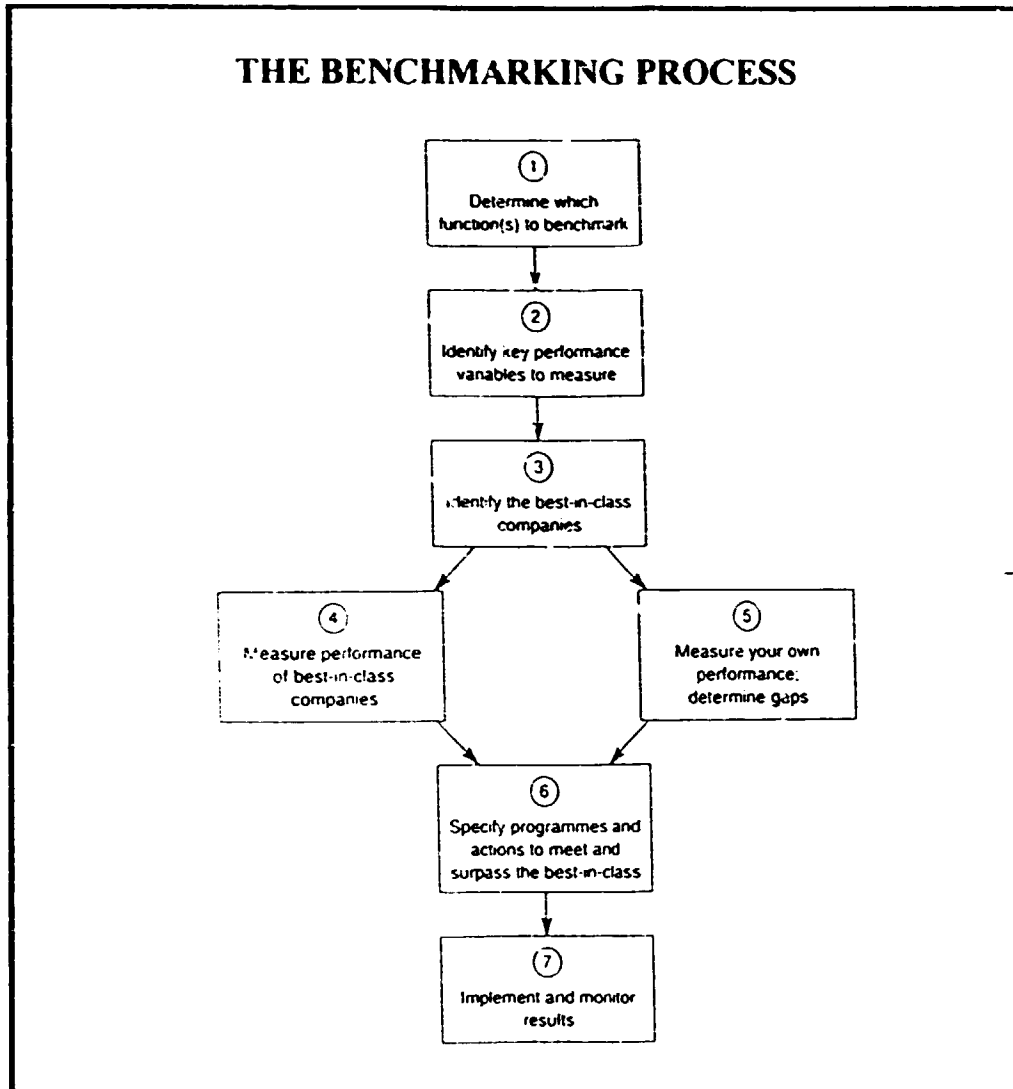 THE BENCHMARKING PROCESS
1
Determine which
function(s) to benchmark
2
Identify key performance
variables to measure
3
Identify the best-in-class
companies
4
Measure performance
of best-in-class
companies
5
Measure your own
performance;
determine gaps
6
Specify programmes and
actions to meet and
surpass the best-in-class
7
Implement and monitor
results